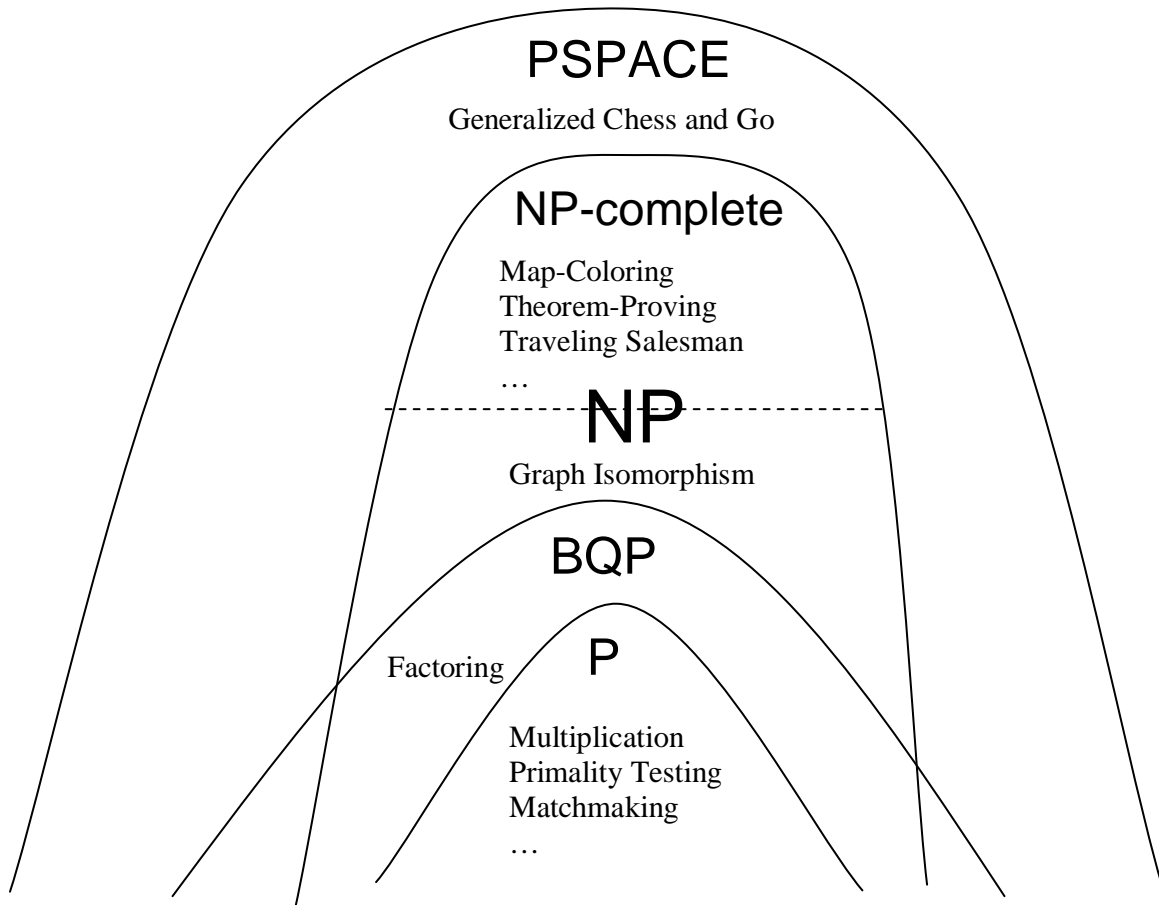 PSPACE
Generalized Chess and Go
NP-complete
Map-Coloring
Theorem-Proving
Traveling Salesman
…
NP
Graph Isomorphism
BQP
P
Factoring
Multiplication
Primality Testing
Matchmaking
…